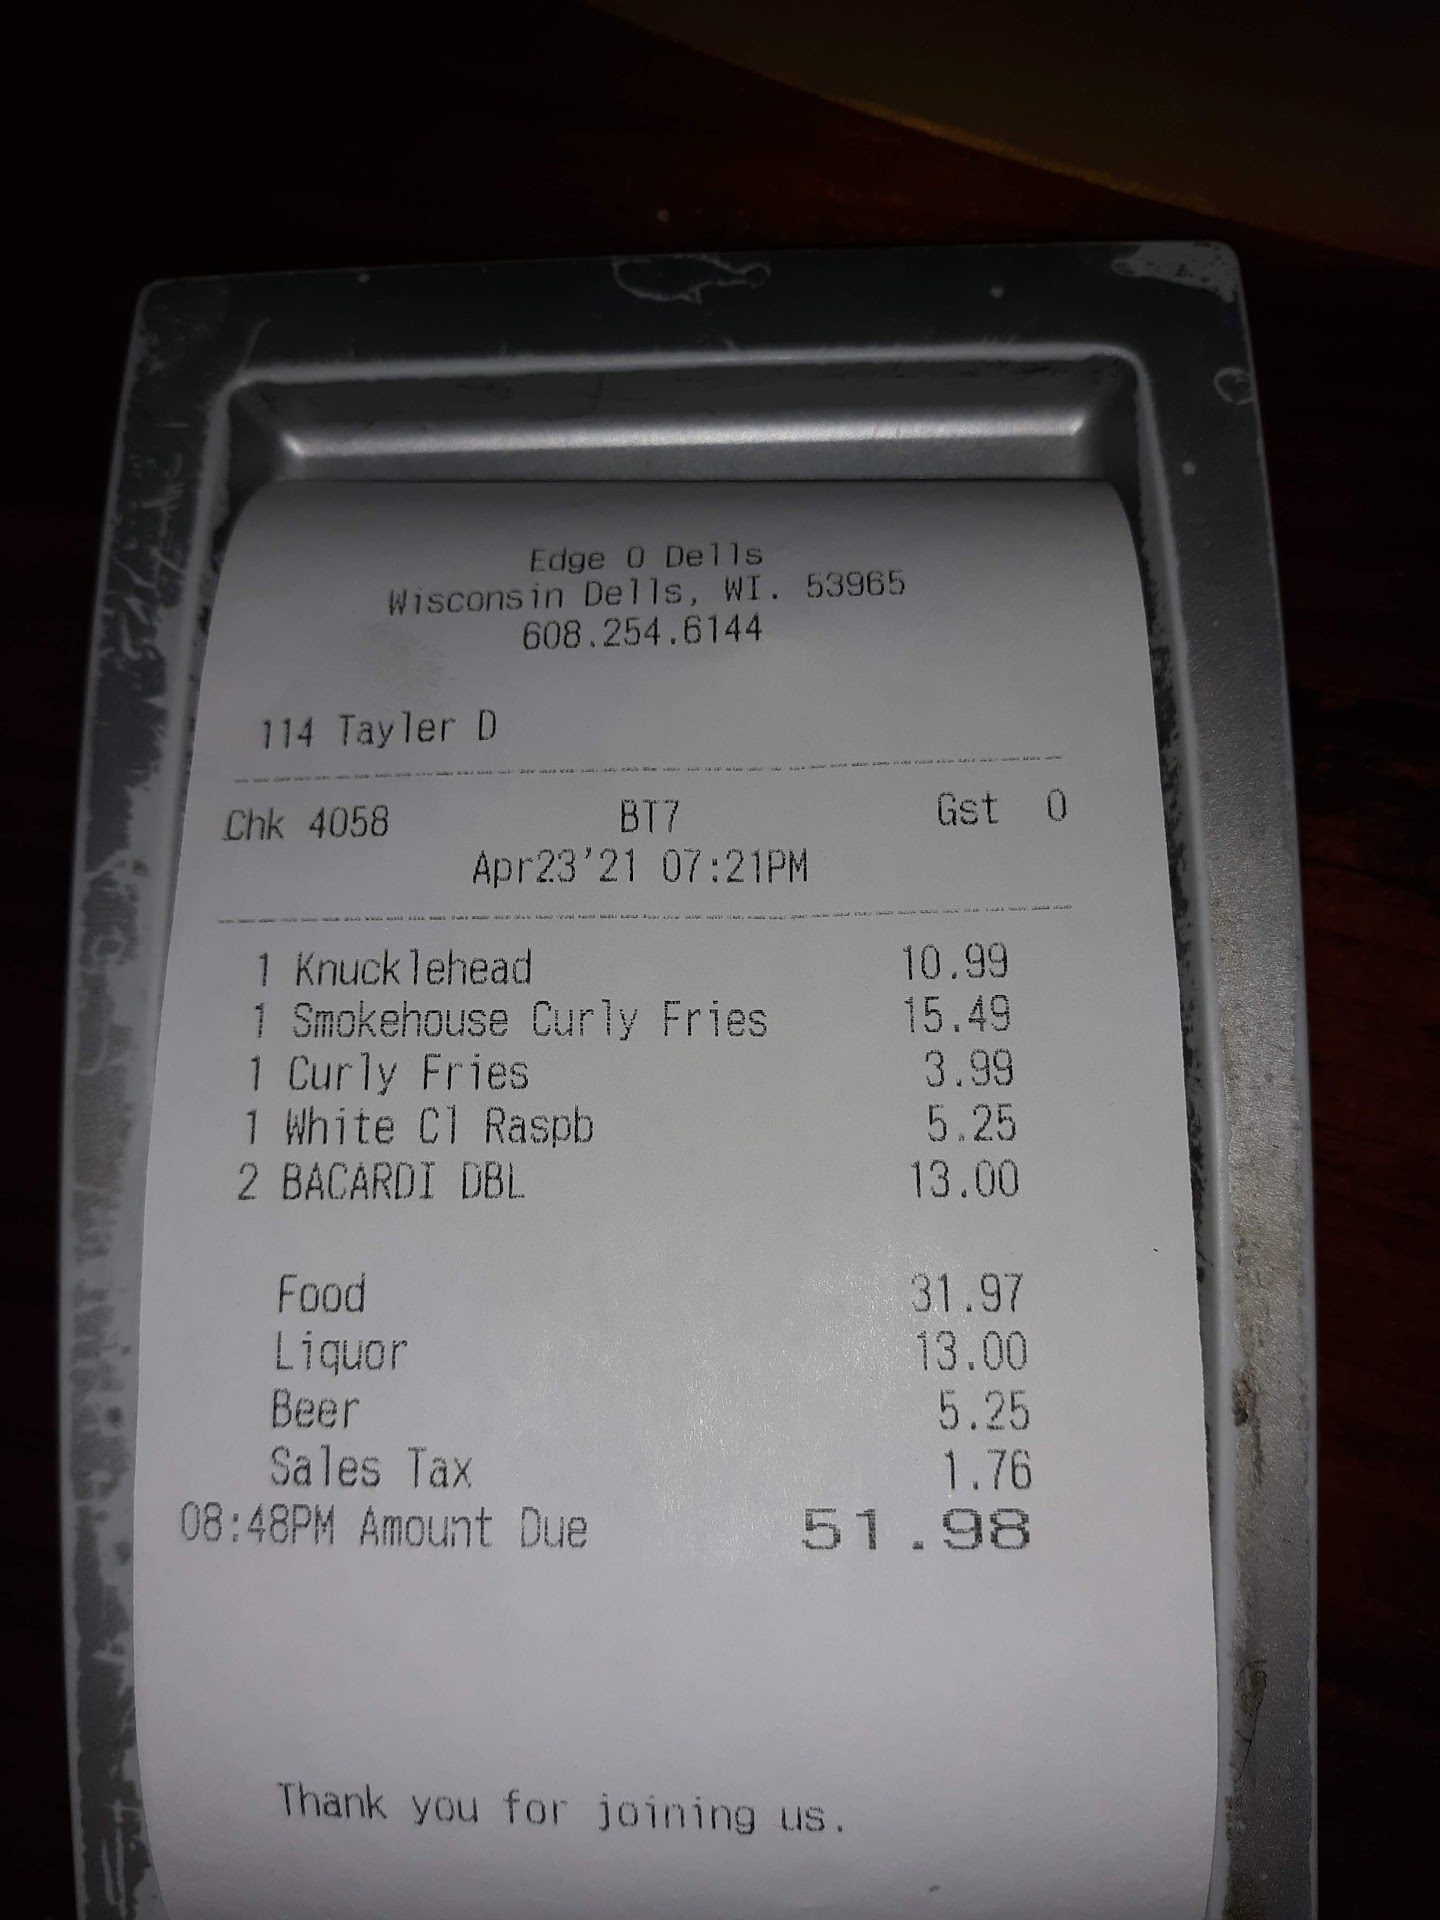 Edge O Dells
Wisconsin Dells, WI. 53965
608.254.6144
114 Tayler D
Chk 4058 BT7 Gst 0
Apr23'21 07:21PM
1 Knucklehead 10.99
1 Smokehouse Curly Fries 15.49
1 Curly Fries 3.99
1 White Cl Raspb 5.25
2 BACARDI DBL 13.00
Food 31.97
Liquor 13.00
Beer 5.25
Sales Tax 1.76
08:48PM Amount Due 51.98
Thank you for joining us.